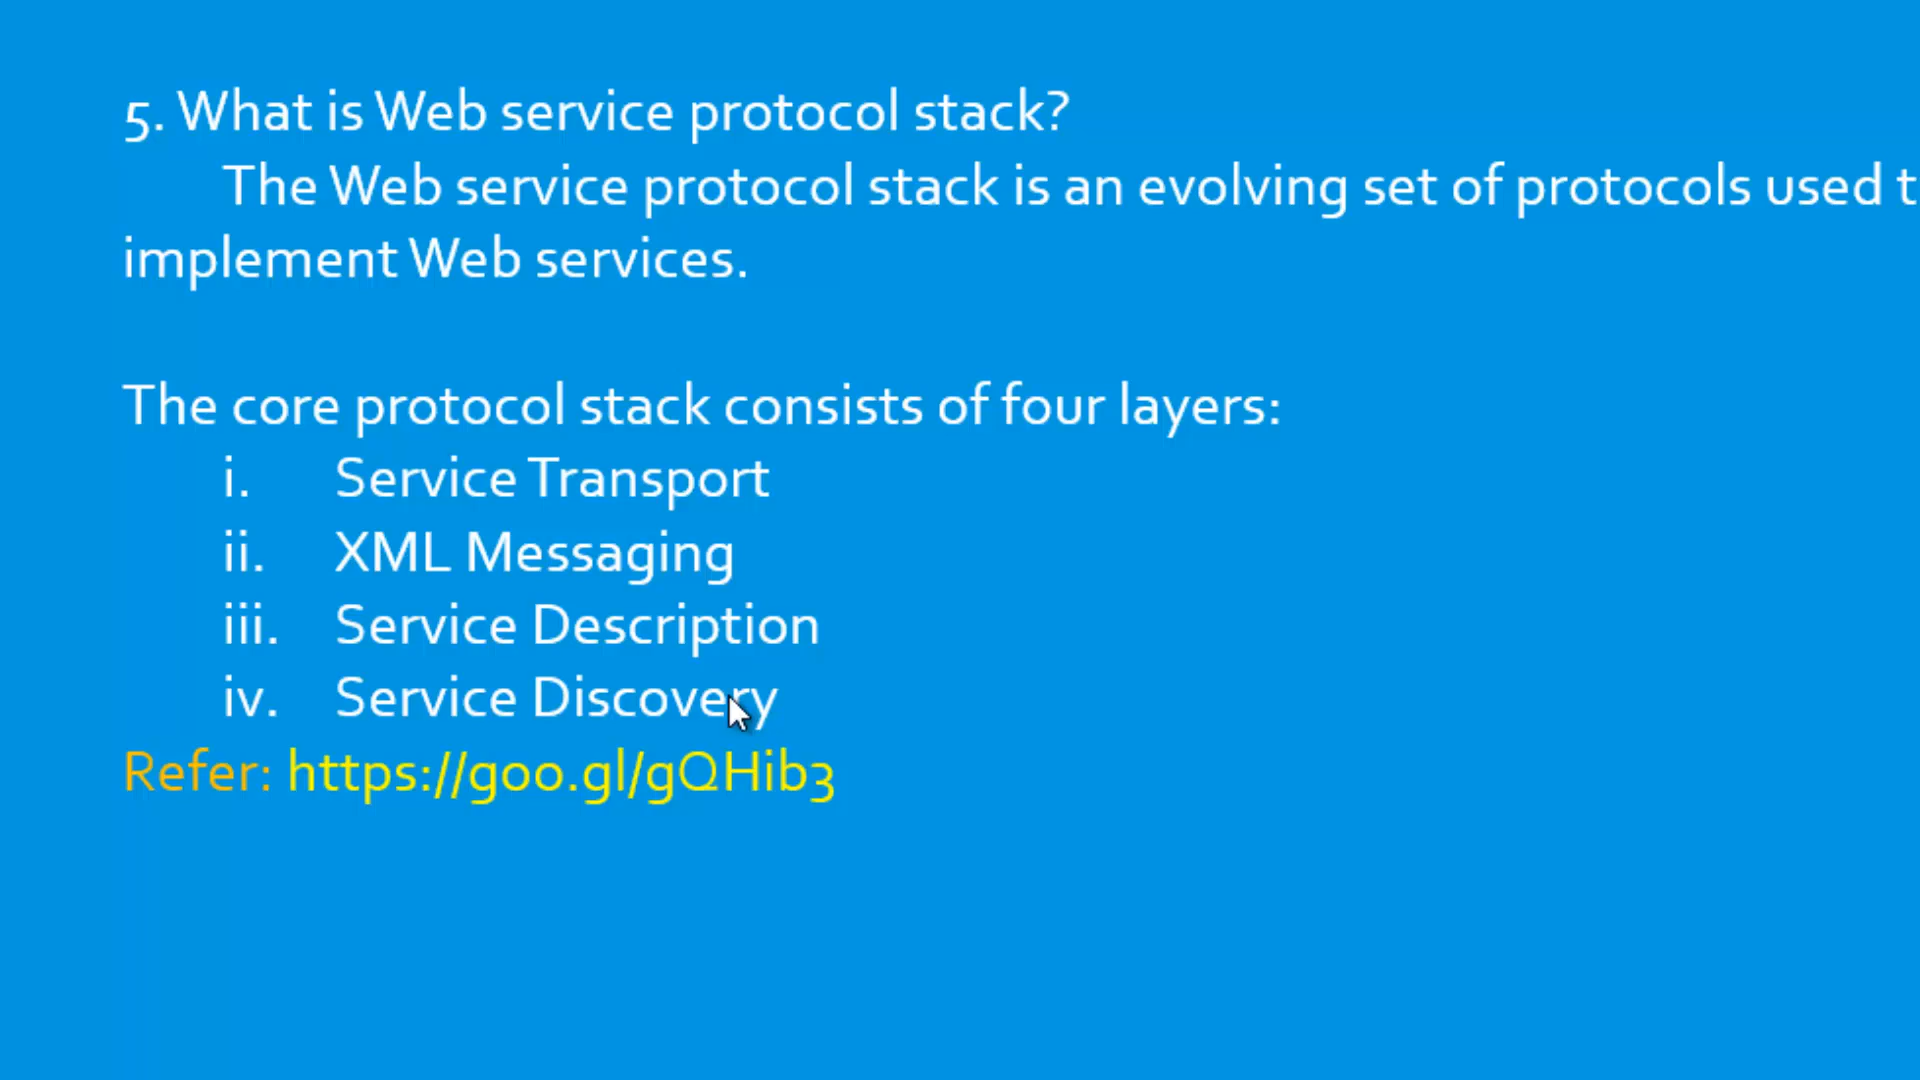 5. What is Web service protocol stack?
The Web service protocol stack is an evolving set of protocols used t
implement Web services.
The core protocol stack consists of four layers:
i. Service Transport
ii. XML Messaging
iii. Service Description
iv. Service Discovery
Refer: https://goo.gl/gQHib3